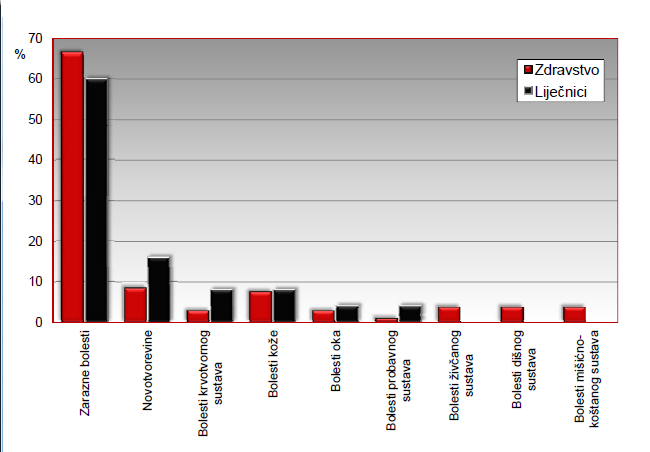 70
%
60
50
40
30
20
10
0
Zdravstvo
Liječnici
Zarazne bolesti
Novotvorevine
Bolesti krvotvornog
sustava
Bolesti kože
Bolesti oka
Bolesti probavnog
sustava
Bolesti živčanog
sustava
Bolesti dišnog
sustava
Bolesti mišićno-
koštanog sustava